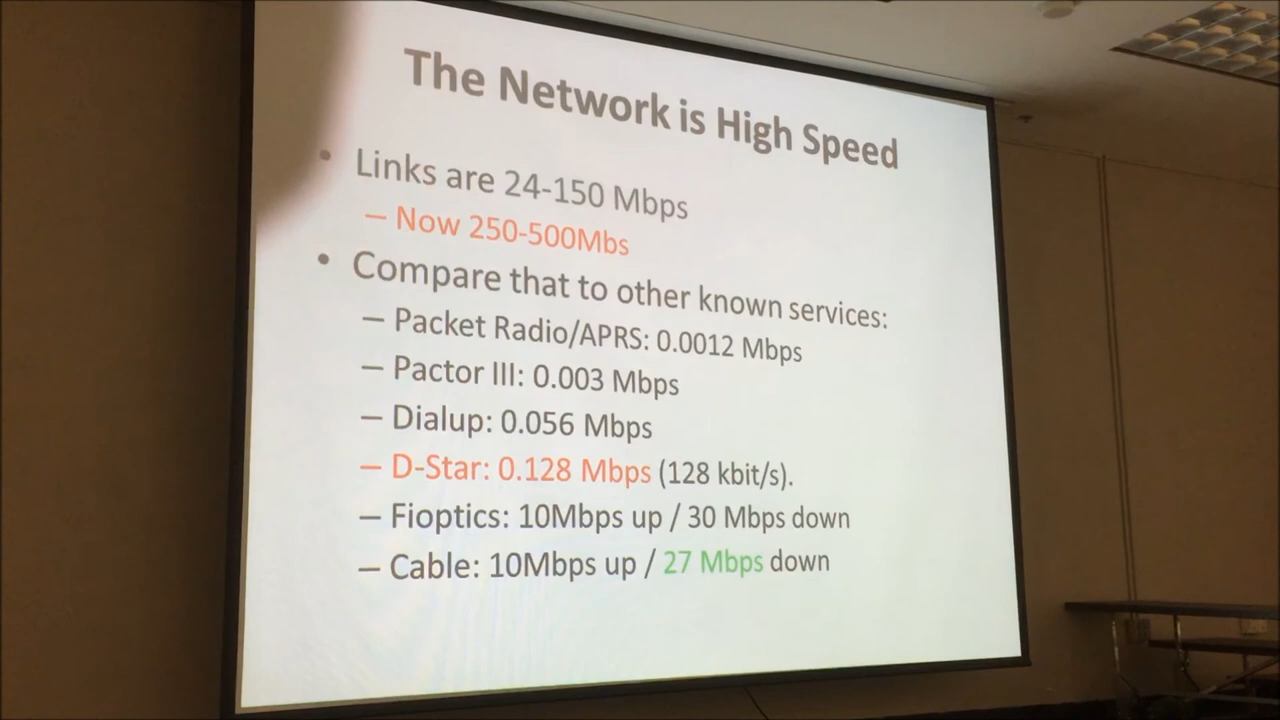 The Network is High Speed
• Links are 24-150 Mbps
– Now 250-500Mbs
• Compare that to other known services:
– Packet Radio/APRS: 0.0012 Mbps
– Pactor III: 0.003 Mbps
– Dialup: 0.056 Mbps
– D-Star: 0.128 Mbps (128 kbit/s).
– Fioptics: 10Mbps up / 30 Mbps down
– Cable: 10Mbps up / 27 Mbps down